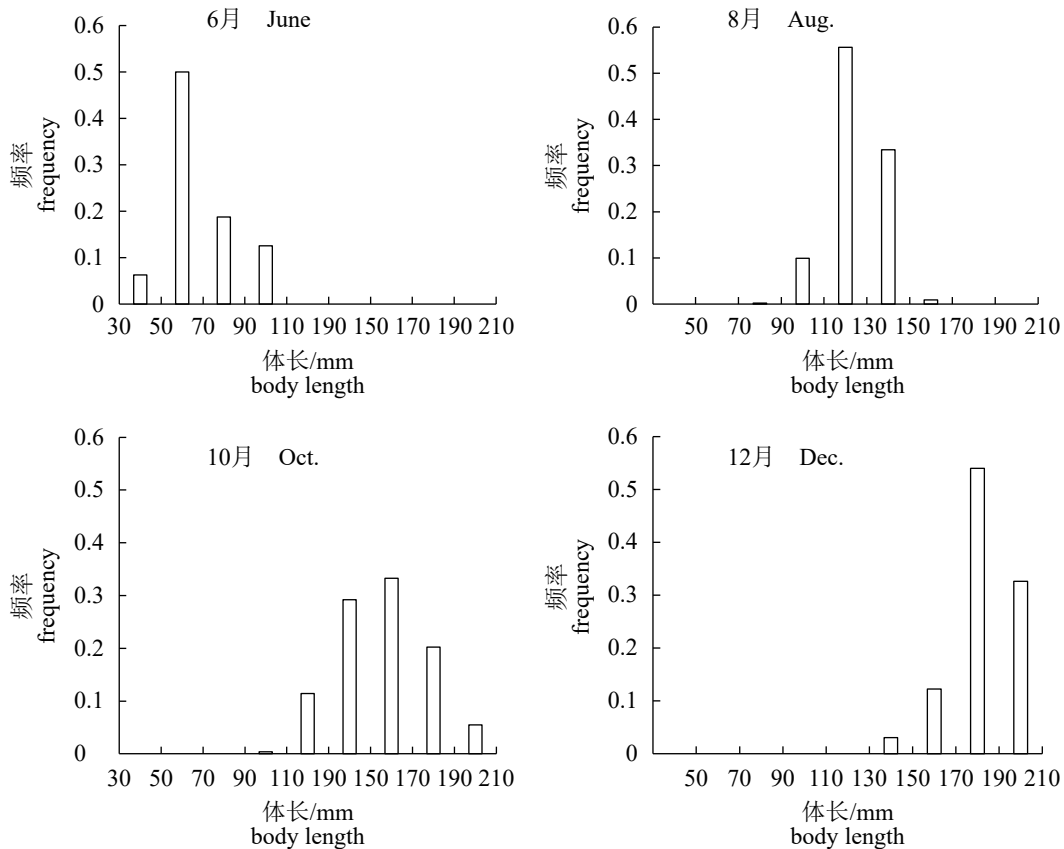 6月 June
0.6
0.5
0.4
0.3
0.2
0.1
0
频率
frequency
30 50 70 90 110 190 150 170 190 210
体长/mm
body length
8月 Aug.
0.6
0.5
0.4
0.3
0.2
0.1
0
频率
frequency
50 70 90 110 130 150 170 190 210
体长/mm
body length
10月 Oct.
0.6
0.5
0.4
0.3
0.2
0.1
0
频率
frequency
30 50 70 90 110 130 150 170 190 210
体长/mm
body length
12月 Dec.
0.6
0.5
0.4
0.3
0.2
0.1
0
频率
frequency
50 70 90 110 130 150 170 190 210
体长/mm
body length